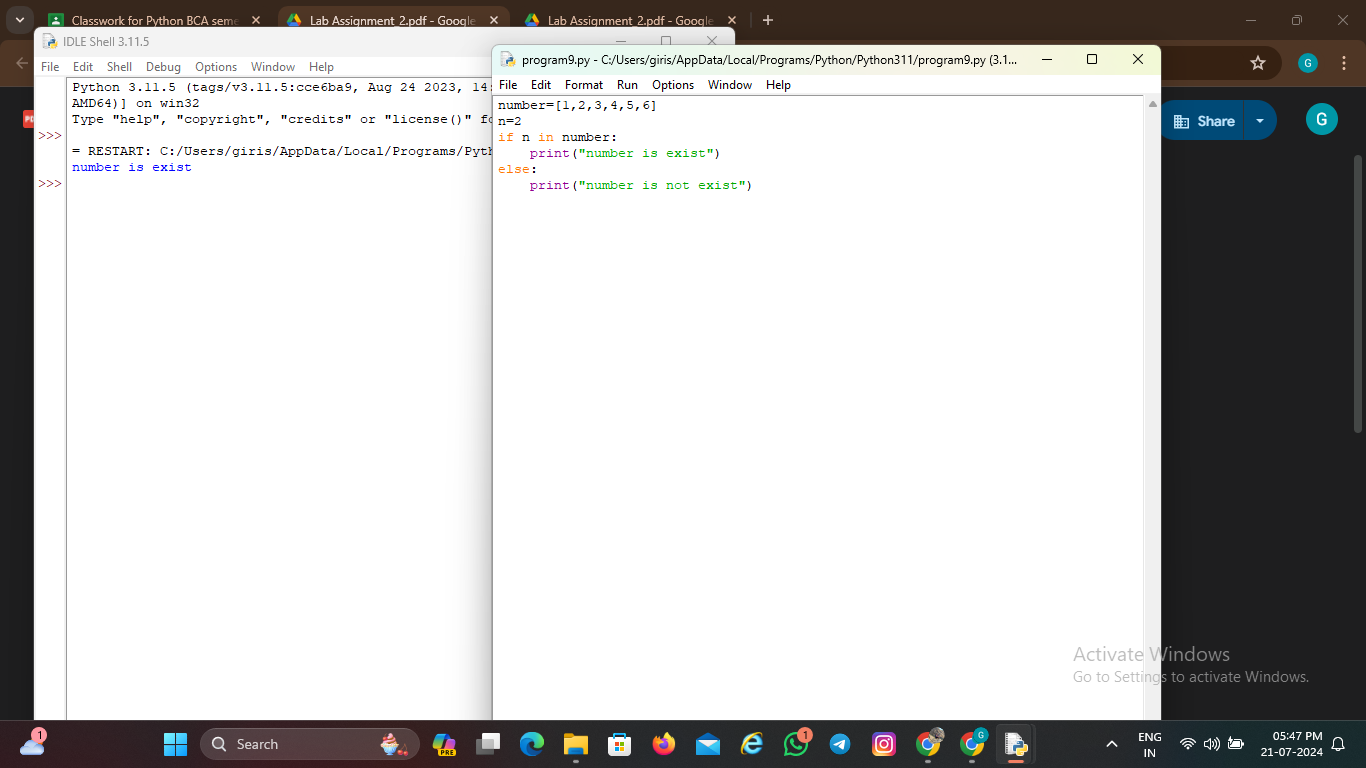 Classwork for Python BCA seme
Lab Assignment_2.pdf - Google
Lab Assignment_2.pdf - Google
IDLE Shell 3.11.5
File Edit Shell Debug Options Window Help
Python 3.11.5 (tags/v3.11.5:cce6ba9, Aug 24 2023, 14:
AMD64)] on win32
Type "help", "copyright", "credits" or "license()" fo
>>>
= RESTART: C:/Users/giris/AppData/Local/Programs/Pyth
number is exist
>>>
program9.py - C:/Users/giris/AppData/Local/Programs/Python/Python311/program9.py (3.1...
File Edit Format Run Options Window Help
number=[1,2,3,4,5,6]
n=2
if n in number:
    print("number is exist")
else:
    print("number is not exist")
G
Share
G
Activate Windows
Go to Settings to activate Windows.
1
Search
PRE
1
G
ENG
IN
05:47 PM
21-07-2024